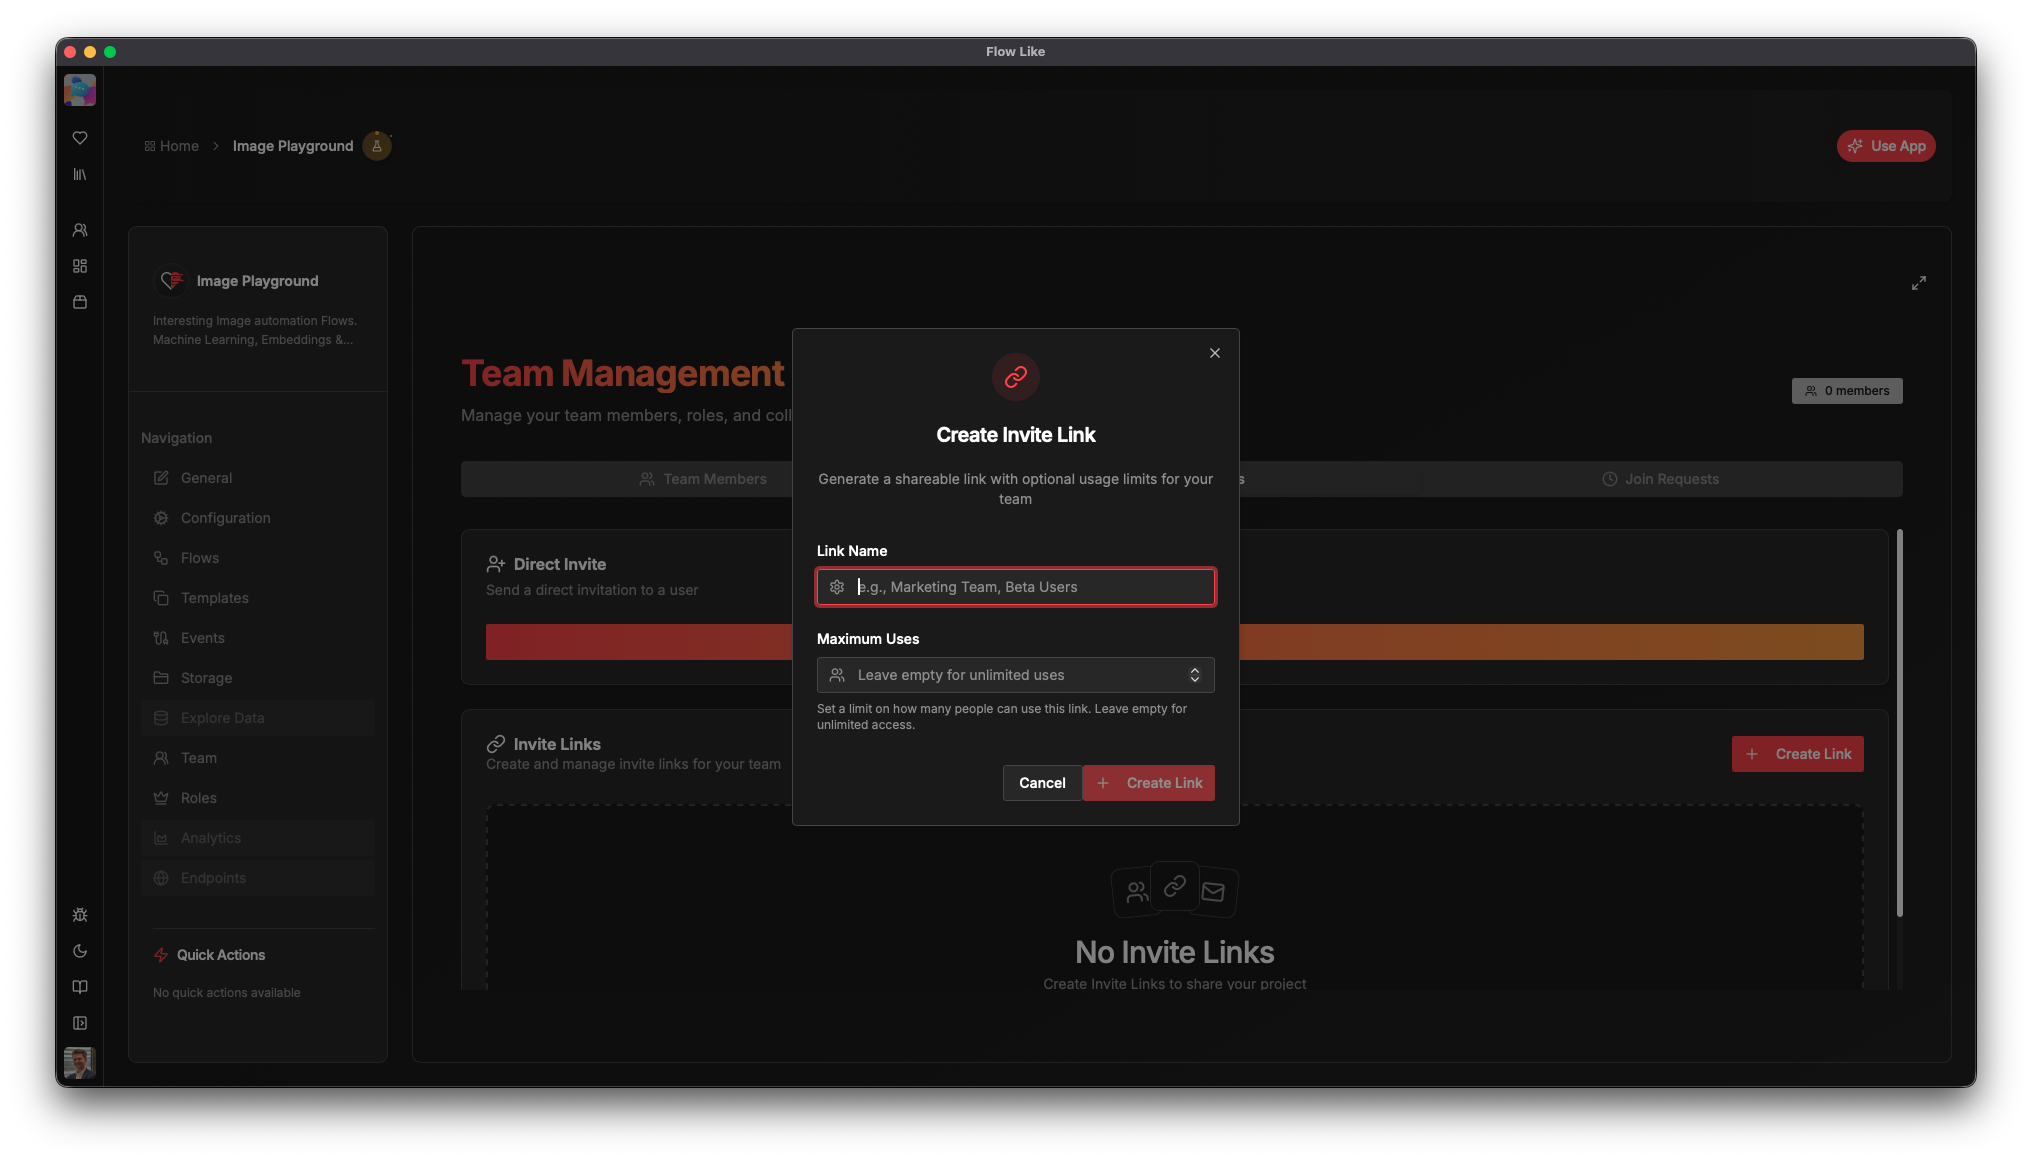 Flow Like
Home
Image Playground
Use App
Image Playground
Interesting Image automation Flows.
Machine Learning, Embeddings &...
Navigation
General
Configuration
Flows
Templates
Events
Storage
Explore Data
Team
Roles
Analytics
Endpoints
Quick Actions
No quick actions available
Team Management
Manage your team members, roles, and coll
0 members
Team Members
s
Join Requests
Direct Invite
Send a direct invitation to a user
Invite Links
Create and manage invite links for your team
Create Link
No Invite Links
Create Invite Links to share your project
Create Invite Link
Generate a shareable link with optional usage limits for your
team
Link Name
e.g., Marketing Team, Beta Users
Maximum Uses
Leave empty for unlimited uses
Set a limit on how many people can use this link. Leave empty for
unlimited access.
Cancel
Create Link